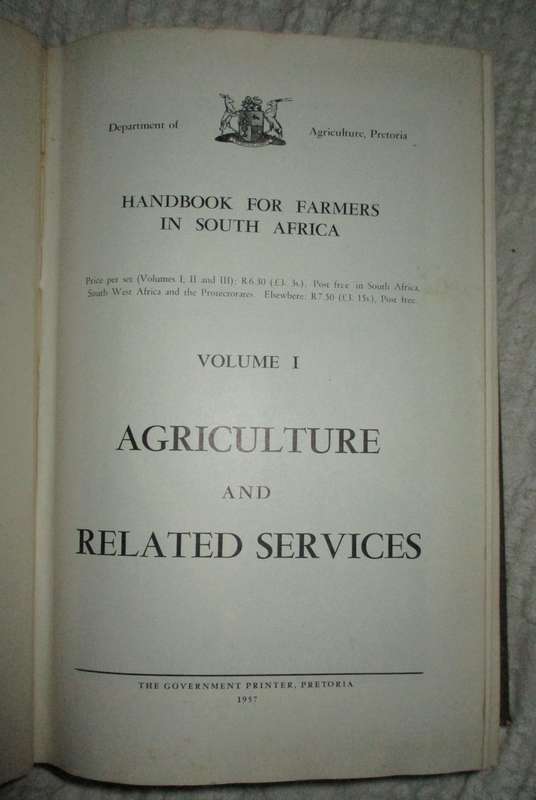 Department of Agriculture, Pretoria
HANDBOOK FOR FARMERS
IN SOUTH AFRICA
Price per set (Volumes I, II and III): R6.30 (£3. 3s.). Post free in South Africa,
South West Africa and the Protectorates. Elsewhere: R7.50 (£3. 15s). Post free.
VOLUME I
AGRICULTURE
AND
RELATED SERVICES
THE GOVERNMENT PRINTER, PRETORIA
1957